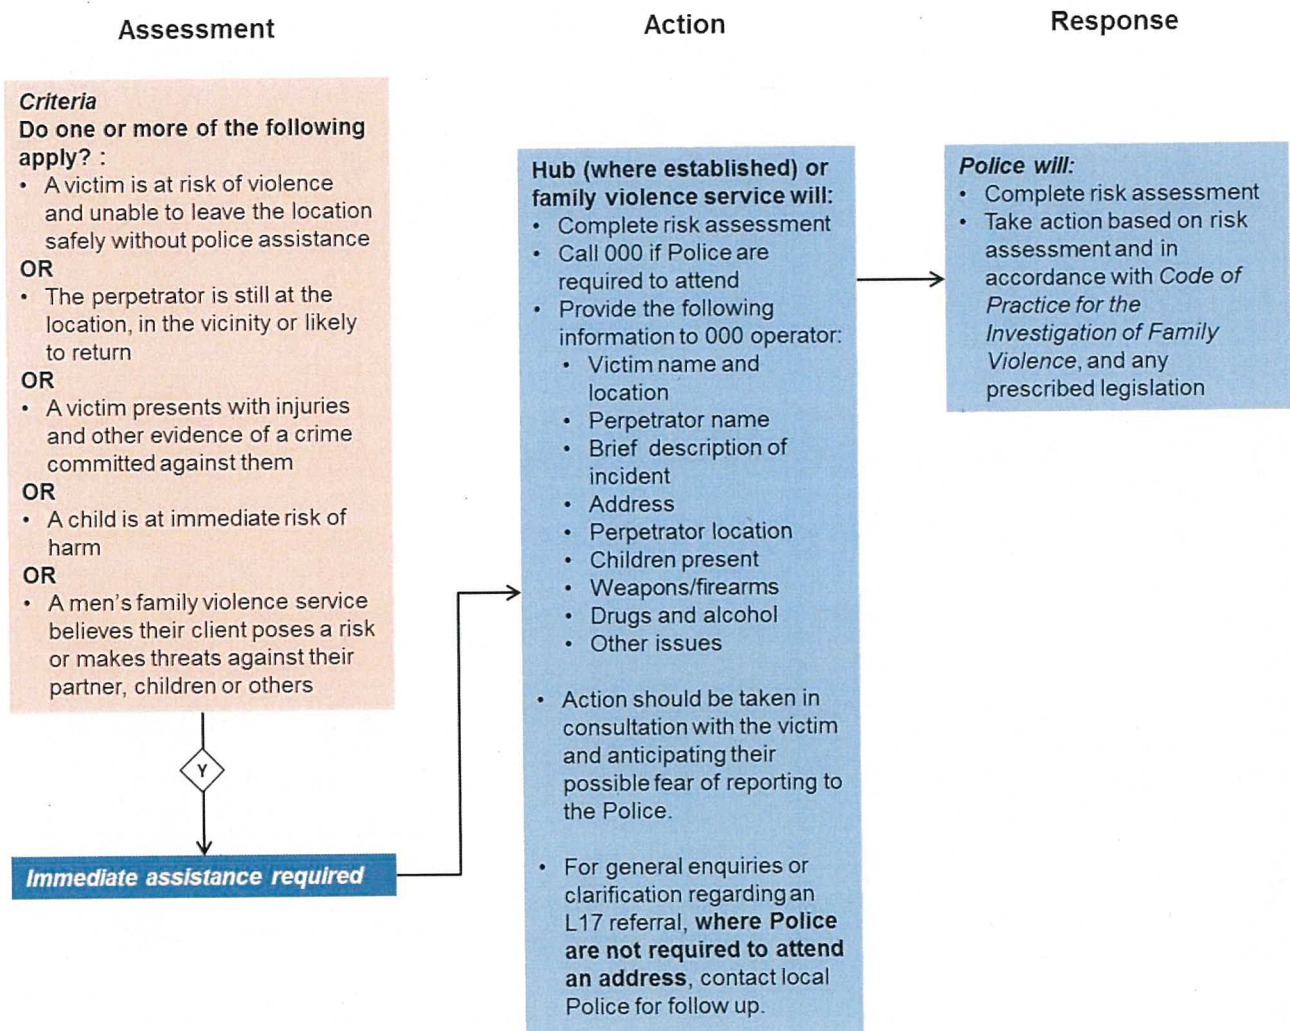 Assessment
Criteria
Do one or more of the following
apply? :
• A victim is at risk of violence
and unable to leave the location
safely without police assistance
OR
• The perpetrator is still at the
location, in the vicinity or likely
to return
OR
• A victim presents with injuries
and other evidence of a crime
committed against them
OR
• A child is at immediate risk of
harm
OR
• A men's family violence service
believes their client poses a risk
or makes threats against their
partner, children or others
Y
Immediate assistance required
Action
Hub (where established) or
family violence service will:
• Complete risk assessment
• Call 000 if Police are
required to attend
• Provide the following
information to 000 operator:
• Victim name and
location
• Perpetrator name
• Brief description of
incident
• Address
• Perpetrator location
• Children present
• Weapons/firearms
• Drugs and alcohol
• Other issues
• Action should be taken in
consultation with the victim
and anticipating their
possible fear of reporting to
the Police.
• For general enquiries or
clarification regarding an
L17 referral, where Police
are not required to attend
an address, contact local
Police for follow up.
Response
Police will:
• Complete risk assessment
• Take action based on risk
assessment and in
accordance with Code of
Practice for the
Investigation of Family
Violence, and any
prescribed legislation